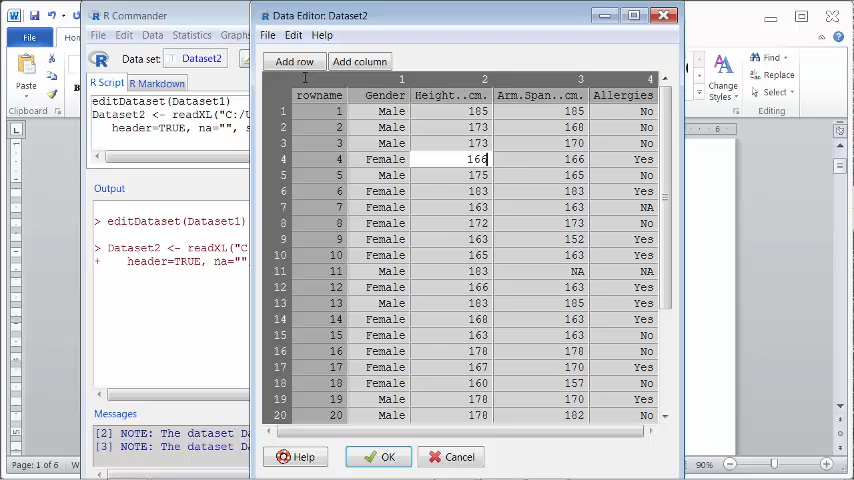 R Commander
File Edit Data Statistics Graphs
Data set: Dataset2
R Script R Markdown
editDataset(Dataset1)
Dataset2 <- readXL("C:/U
header=TRUE, na="", s
Output
> editDataset(Dataset1)
> Dataset2 <- readXL("C
+ header=TRUE, na="",
Messages
[2] NOTE: The dataset D
[3] NOTE: The dataset Da
Data Editor: Dataset2
File Edit Help
Add row Add column
1 2 3 4
rowname Gender Height..cm. Arm.Span..cm. Allergies
1 1 Male 185 185 No
2 2 Male 173 168 No
3 3 Male 173 170 No
4 4 Female 166 166 Yes
5 5 Male 175 165 No
6 6 Female 183 183 Yes
7 7 Female 163 163 NA
8 8 Female 172 173 No
9 9 Female 163 152 Yes
10 10 Female 165 163 Yes
11 11 Male 183 NA NA
12 12 Female 166 163 Yes
13 13 Male 183 185 Yes
14 14 Female 168 163 Yes
15 15 Female 163 163 No
16 16 Male 178 178 No
17 17 Female 167 170 Yes
18 18 Female 160 157 No
19 19 Male 178 170 Yes
20 20 Male 178 182 No
Help OK Cancel
W
File
Paste
Clipboard
Change
Styles
Find
Replace
Select
Editing
6
Page: 1 of 6
90%